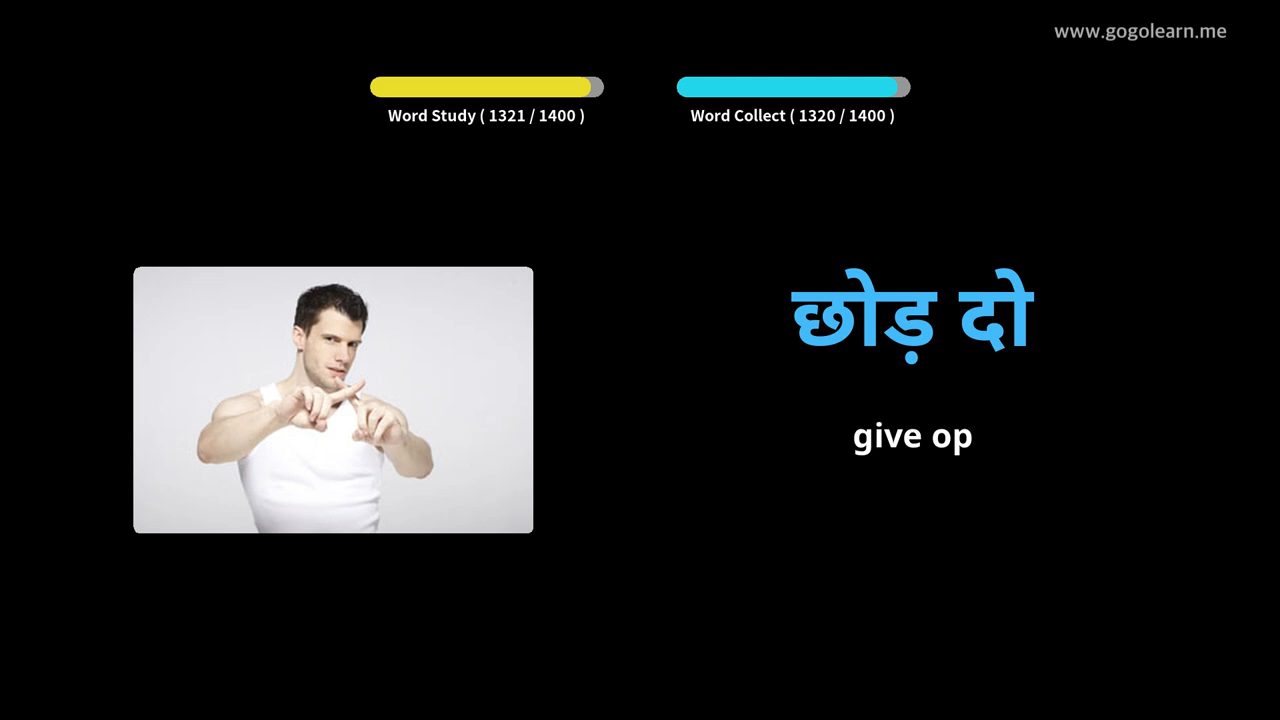 www.gogolearn.me
Word Study ( 1321 / 1400 )
Word Collect ( 1320 / 1400 )
छोड़ दो
give op